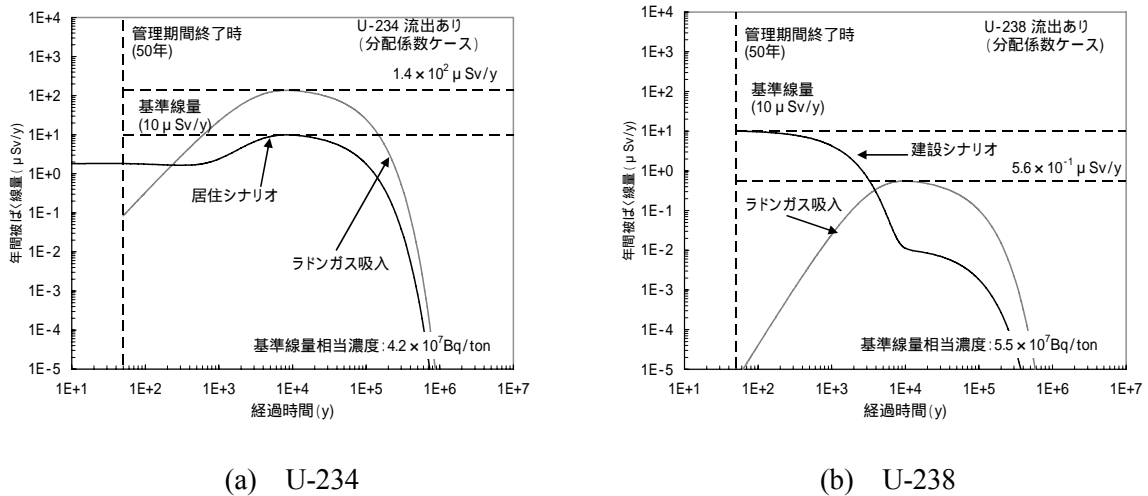 1E+4
1E+3
1E+2
1E+1
1E+0
1E-1
1E-2
1E-3
1E-4
1E-5
年間被ばく線量(μSv/y)
管理期間終了時
(50年)
U-234 流出あり
(分配係数ケース)
1.4×10² μSv/y
基準線量
(10μSv/y)
居住シナリオ
ラドンガス吸入
基準線量相当濃度:4.2×10⁷Bq/ton
1E+1 1E+2 1E+3 1E+4 1E+5 1E+6 1E+7
経過時間(y)
(a) U-234
1E+4
1E+3
1E+2
1E+1
1E+0
1E-1
1E-2
1E-3
1E-4
1E-5
年間被ばく線量(μSv/y)
管理期間終了時
(50年)
U-238 流出あり
(分配係数ケース)
基準線量
(10μSv/y)
建設シナリオ
5.6×10⁻¹ μSv/y
ラドンガス吸入
基準線量相当濃度:5.5×10⁷Bq/ton
1E+1 1E+2 1E+3 1E+4 1E+5 1E+6 1E+7
経過時間(y)
(b) U-238